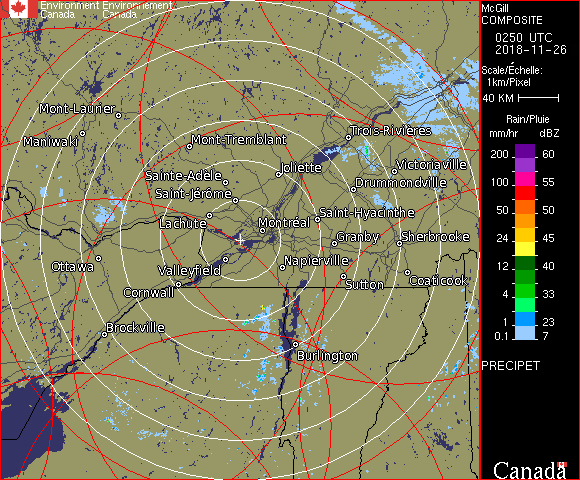 Environment Environnement
Canada Canada
McGill
COMPOSITE
0250 UTC
2018-11-26
Scale/Échelle:
1km/Pixel
40 KM
Rain/Pluie
mm/hr dBZ
200 60
100 55
50 50
24 45
12 40
4 33
1 23
0.1 7
PRECIPET
Canada
Mont-Laurier
Maniwaki
Mont-Tremblant
Trois-Rivières
Sainte-Adèle
Joliette
Victoriaville
Saint-Jérôme
Drummondville
Lachute
Montréal
Saint-Hyacinthe
Granby
Sherbrooke
Ottawa
Valleyfield
Napierville
Cornwall
Sutton
Coaticook
Brockville
Burlington